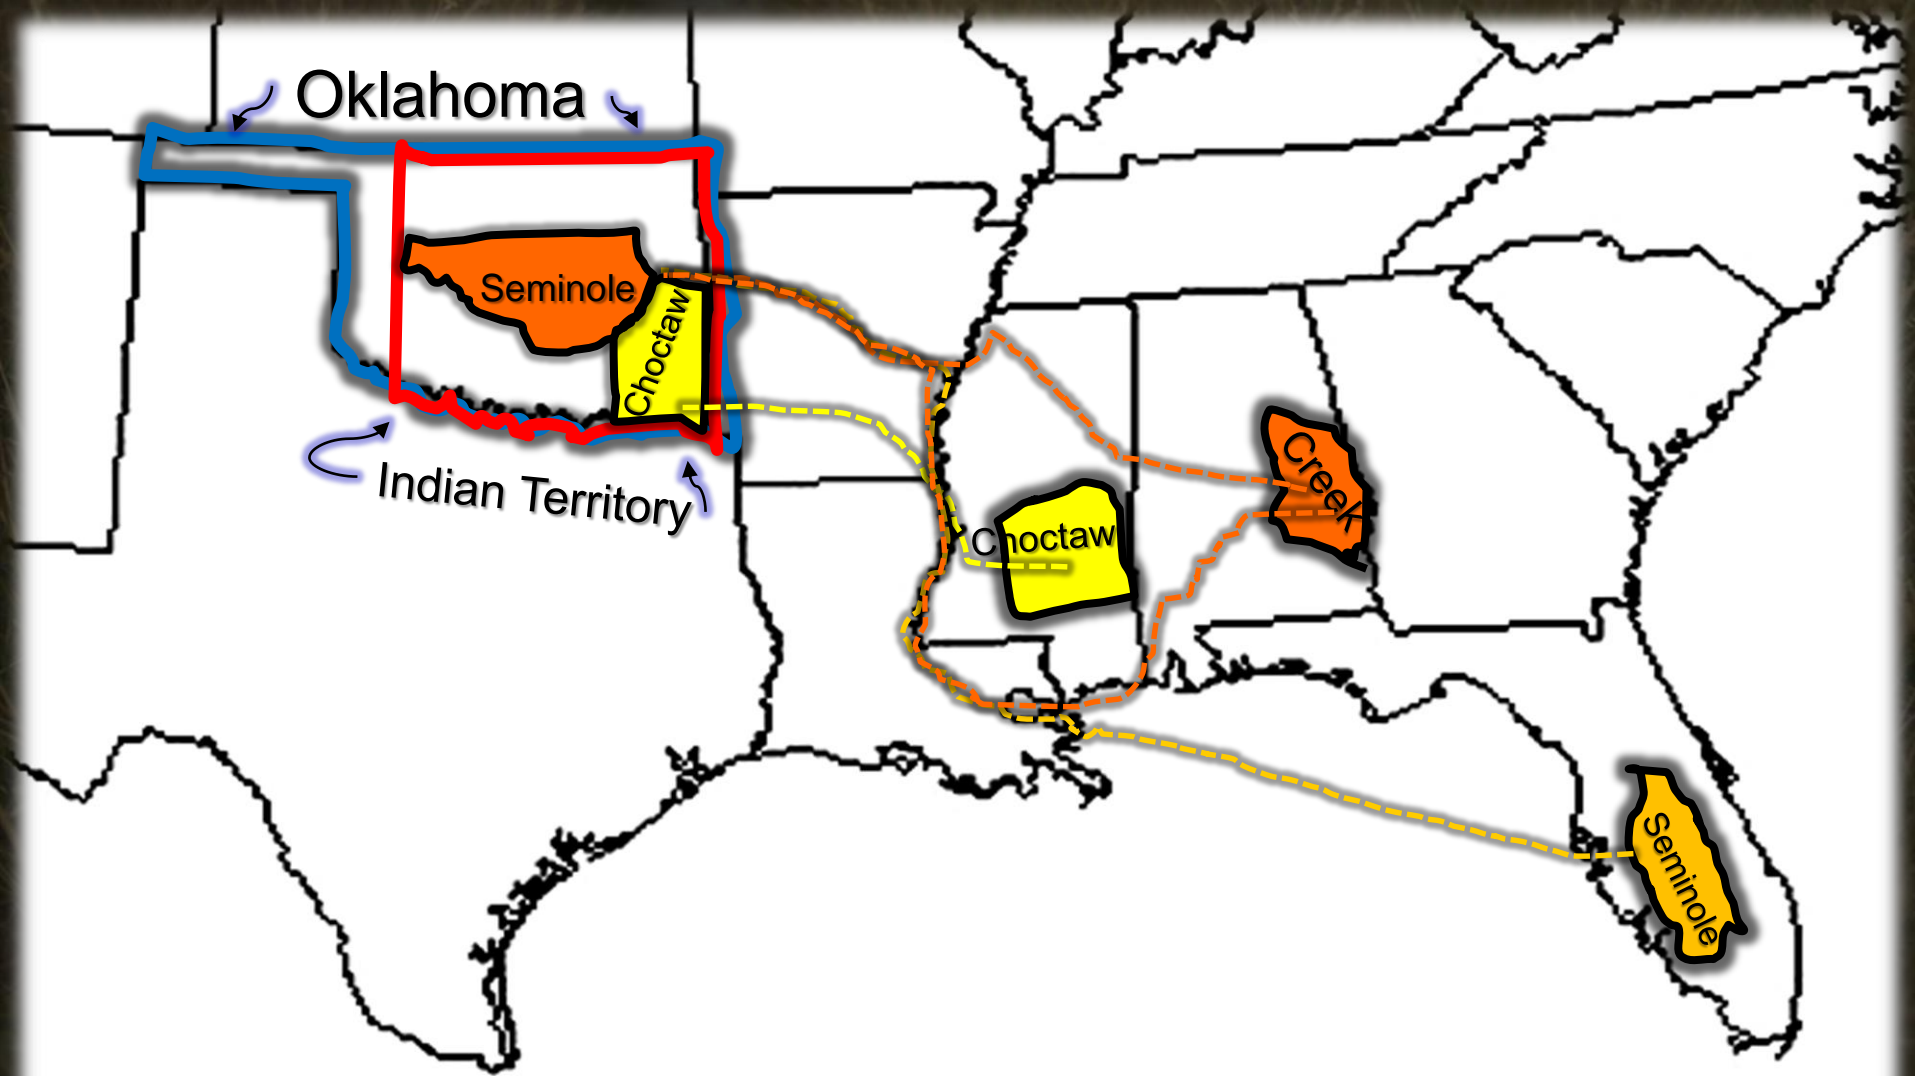 Oklahoma
Seminole
Choctaw
Indian Territory
Creek
Choctaw
Seminole